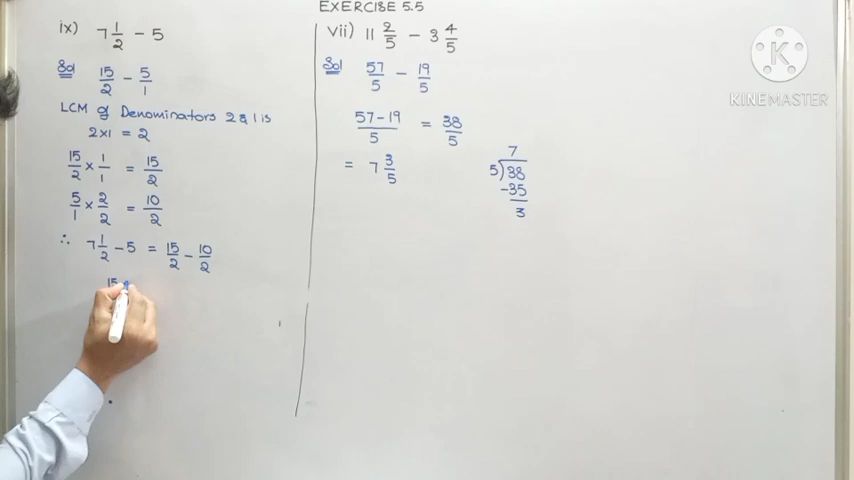 EXERCISE 5.5
ix) 7 1/2 - 5
Sol 15/2 - 5/1
LCM of Denominators 2 & 1 is
2x1 = 2
15/2 x 1/1 = 15/2
5/1 x 2/2 = 10/2
∴ 7 1/2 - 5 = 15/2 - 10/2
15
vii) 11 2/5 - 3 4/5
Sol 57/5 - 19/5
57-19/5 = 38/5
= 7 3/5
7
5)38
-35
3
K
KINEMASTER